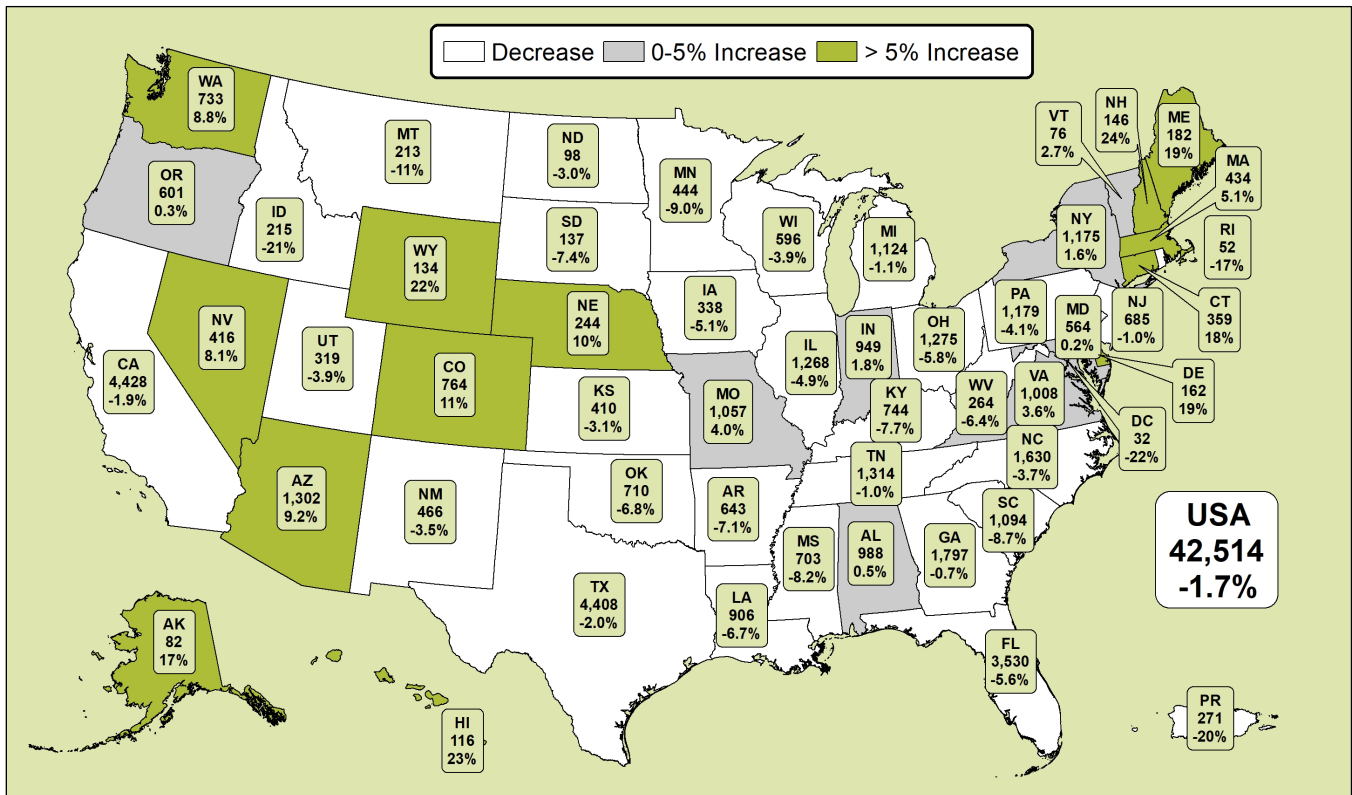 Decrease
0-5% Increase
> 5% Increase
WA
733
8.8%
OR
601
0.3%
CA
4,428
-1.9%
NV
416
8.1%
ID
215
-21%
MT
213
-11%
WY
134
22%
UT
319
-3.9%
AZ
1,302
9.2%
CO
764
11%
NM
466
-3.5%
ND
98
-3.0%
SD
137
-7.4%
NE
244
10%
KS
410
-3.1%
OK
710
-6.8%
TX
4,408
-2.0%
MN
444
-9.0%
IA
338
-5.1%
MO
1,057
4.0%
AR
643
-7.1%
LA
906
-6.7%
WI
596
-3.9%
IL
1,268
-4.9%
MI
1,124
-1.1%
IN
949
1.8%
OH
1,275
-5.8%
KY
744
-7.7%
TN
1,314
-1.0%
MS
703
-8.2%
AL
988
0.5%
GA
1,797
-0.7%
FL
3,530
-5.6%
SC
1,094
-8.7%
NC
1,630
-3.7%
VA
1,008
3.6%
WV
264
-6.4%
PA
1,179
-4.1%
NY
1,175
1.6%
MD
564
0.2%
NJ
685
-1.0%
VT
76
2.7%
NH
146
24%
ME
182
19%
MA
434
5.1%
RI
52
-17%
CT
359
18%
DE
162
19%
DC
32
-22%
USA
42,514
-1.7%
AK
82
17%
HI
116
23%
PR
271
-20%